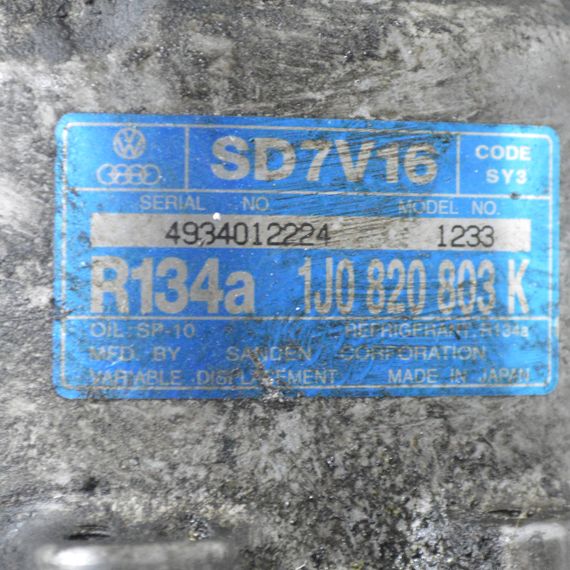 SD7V16 CODE
SY3
SERIAL NO. MODEL NO.
4934012224 1233
R134a 1J0 820 803 K
OIL: SP-10 REFRIGERANT: R134a
MFD. BY SANDEN CORPORATION
VARIABLE DISPLACEMENT MADE IN JAPAN